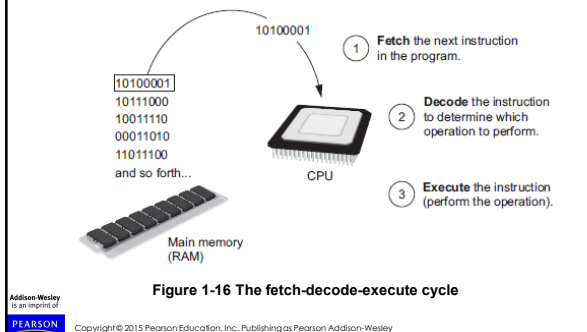 10100001
1
Fetch the next instruction
in the program.
10100001
10111000
10011110
00011010
11011100
and so forth...
2
Decode the instruction
to determine which
operation to perform.
CPU
3
Execute the instruction
(perform the operation).
Main memory
(RAM)
Figure 1-16 The fetch-decode-execute cycle
Addison-Wesley
is an imprint of
PEARSON
Copyright © 2015 Pearson Education, Inc. Publishing as Pearson Addison-Wesley